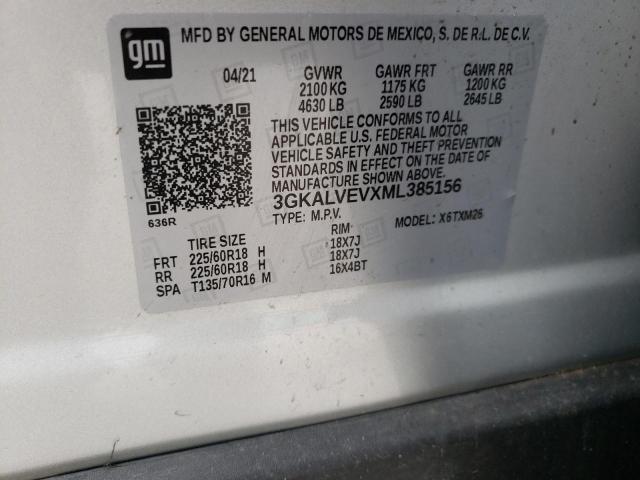 gm
MFD BY GENERAL MOTORS DE MEXICO, S. DE R.L. DE C.V.
04/21 GVWR GAWR FRT GAWR RR
2100 KG 1175 KG 1200 KG
4630 LB 2590 LB 2645 LB
THIS VEHICLE CONFORMS TO ALL
APPLICABLE U.S. FEDERAL MOTOR
VEHICLE SAFETY AND THEFT PREVENTION
STANDARDS IN EFFECT ON THE DATE OF
MANUFACTURE SHOWN ABOVE.
636R
3GKALVEVXML385156
TYPE: M.P.V. MODEL: X6TXM26
TIRE SIZE RIM
FRT 225/60R18 H 18X7J
RR 225/60R18 H 18X7J
SPA T135/70R16 M 16X4BT